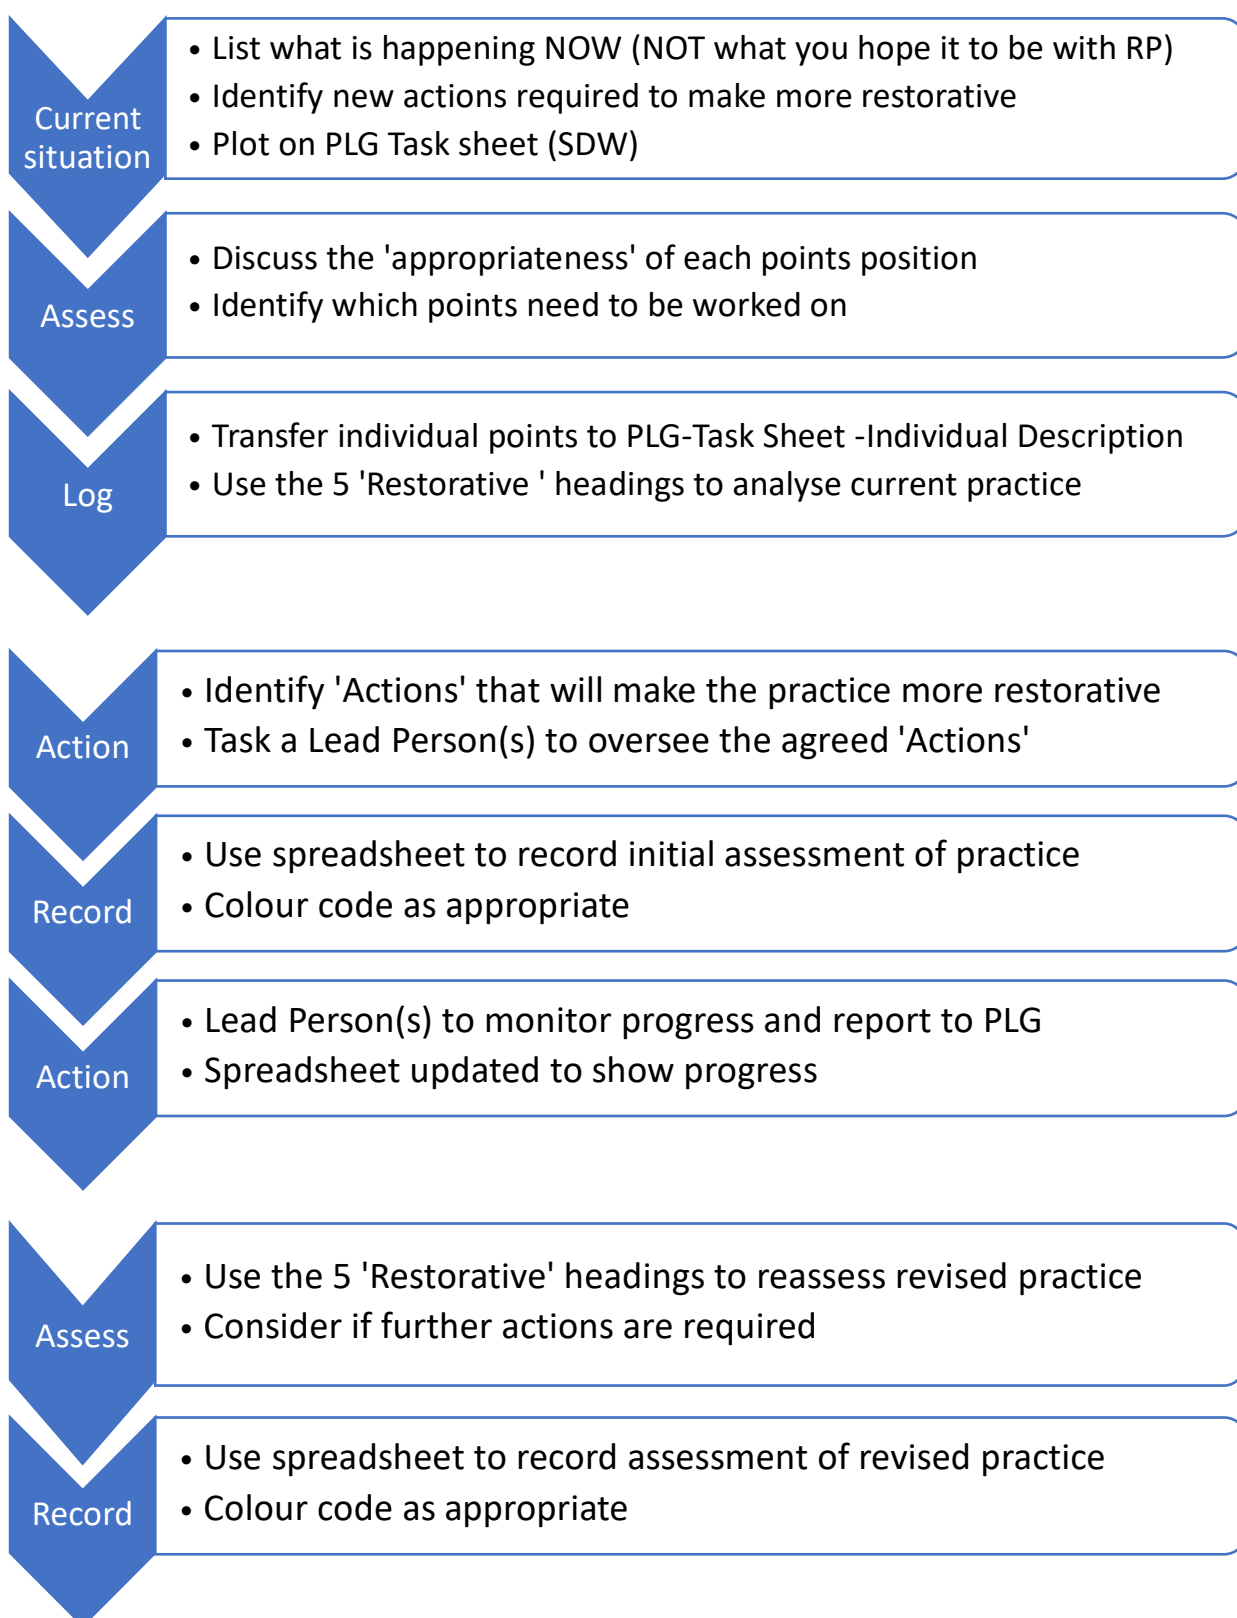 Current
situation
• List what is happening NOW (NOT what you hope it to be with RP)
• Identify new actions required to make more restorative
• Plot on PLG Task sheet (SDW)
Assess
• Discuss the 'appropriateness' of each points position
• Identify which points need to be worked on
Log
• Transfer individual points to PLG-Task Sheet -Individual Description
• Use the 5 'Restorative ' headings to analyse current practice
Action
• Identify 'Actions' that will make the practice more restorative
• Task a Lead Person(s) to oversee the agreed 'Actions'
Record
• Use spreadsheet to record initial assessment of practice
• Colour code as appropriate
Action
• Lead Person(s) to monitor progress and report to PLG
• Spreadsheet updated to show progress
Assess
• Use the 5 'Restorative' headings to reassess revised practice
• Consider if further actions are required
Record
• Use spreadsheet to record assessment of revised practice
• Colour code as appropriate